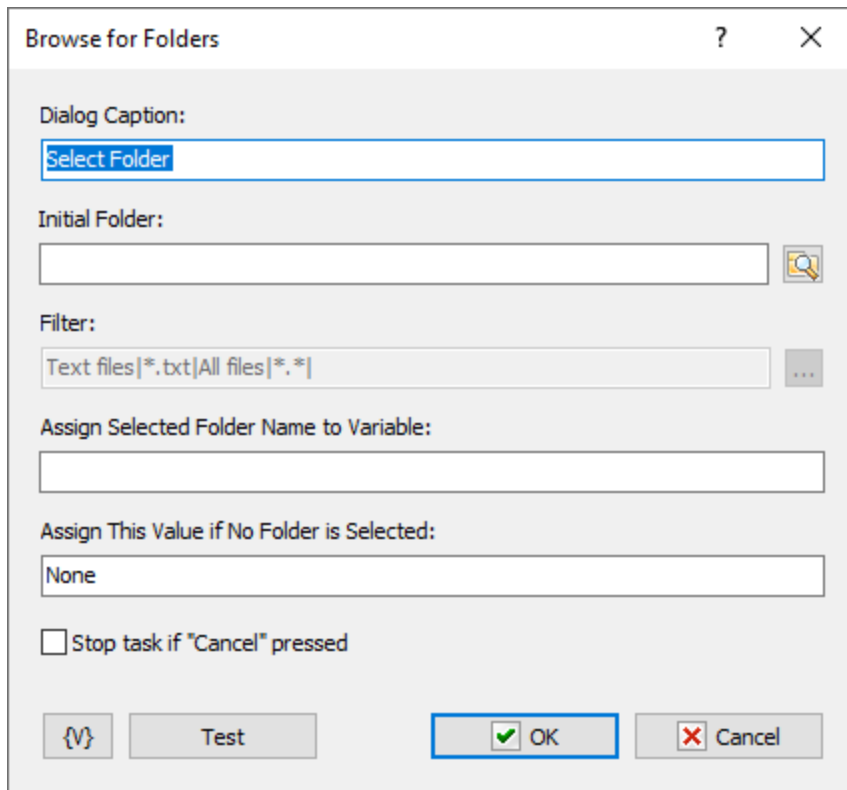 Browse for Folders ?
Dialog Caption:
Select Folder
Initial Folder:
Filter:
Text files|*.txt|All files|*.*|
...
Assign Selected Folder Name to Variable:
Assign This Value if No Folder is Selected:
None
Stop task if "Cancel" pressed
{V} Test OK Cancel